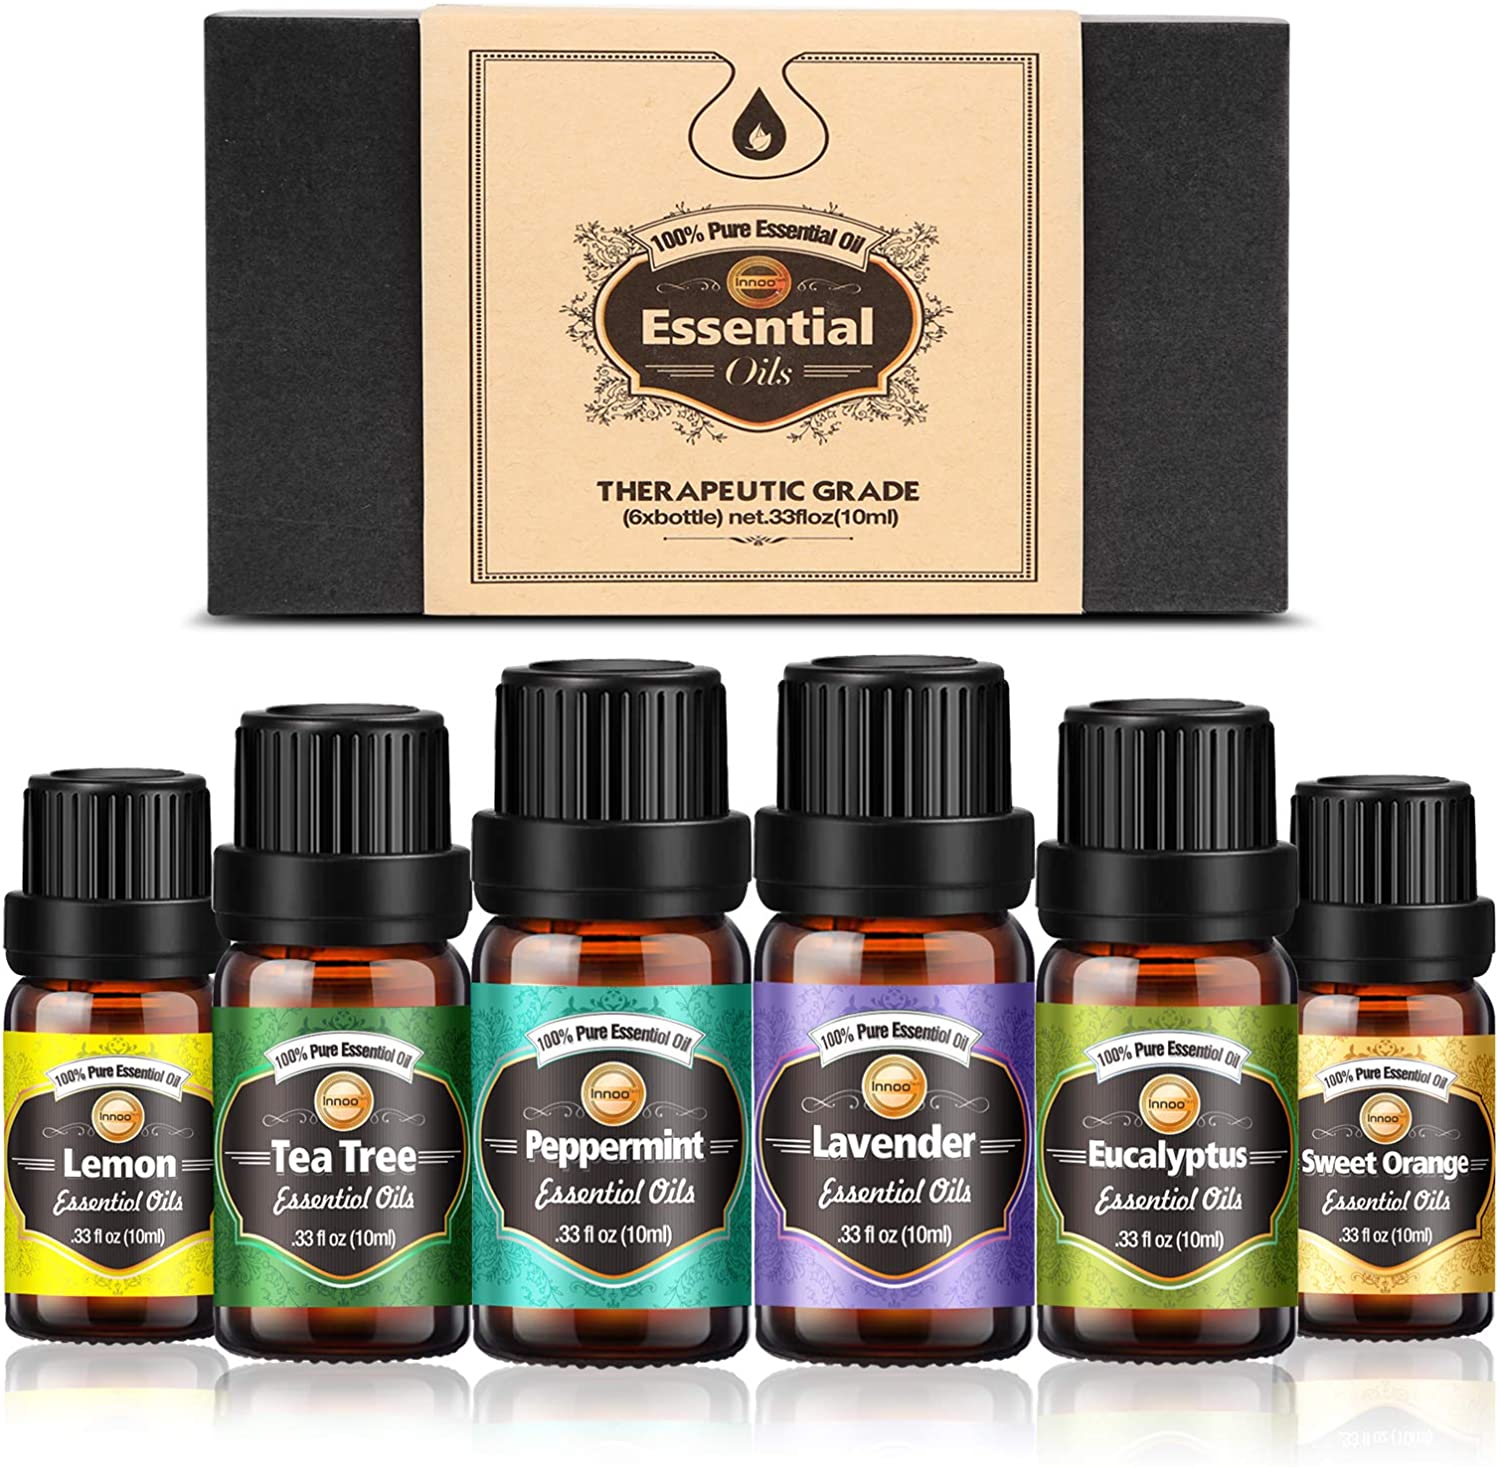 100% Pure Essential Oil
Innoo
Essential
Oils
THERAPEUTIC GRADE
(6xbottle) net.33floz(10ml)
100% Pure Essentiol Oil
Innoo
Lemon
Essentiol Oils
.33 fl oz (10ml)
100% Pure Essentiol Oil
Innoo
Tea Tree
Essentiol Oils
.33 fl oz (10ml)
100% Pure Essentiol Oil
Innoo
Peppermint
Essentiol Oils
.33 fl oz (10ml)
100% Pure Essentiol Oil
Innoo
Lavender
Essentiol Oils
.33 fl oz (10ml)
100% Pure Essentiol Oil
Innoo
Eucalyptus
Essentiol Oils
.33 fl oz (10ml)
100% Pure Essentiol Oil
Innoo
Sweet Orange
Essentiol Oils
.33 fl oz (10ml)